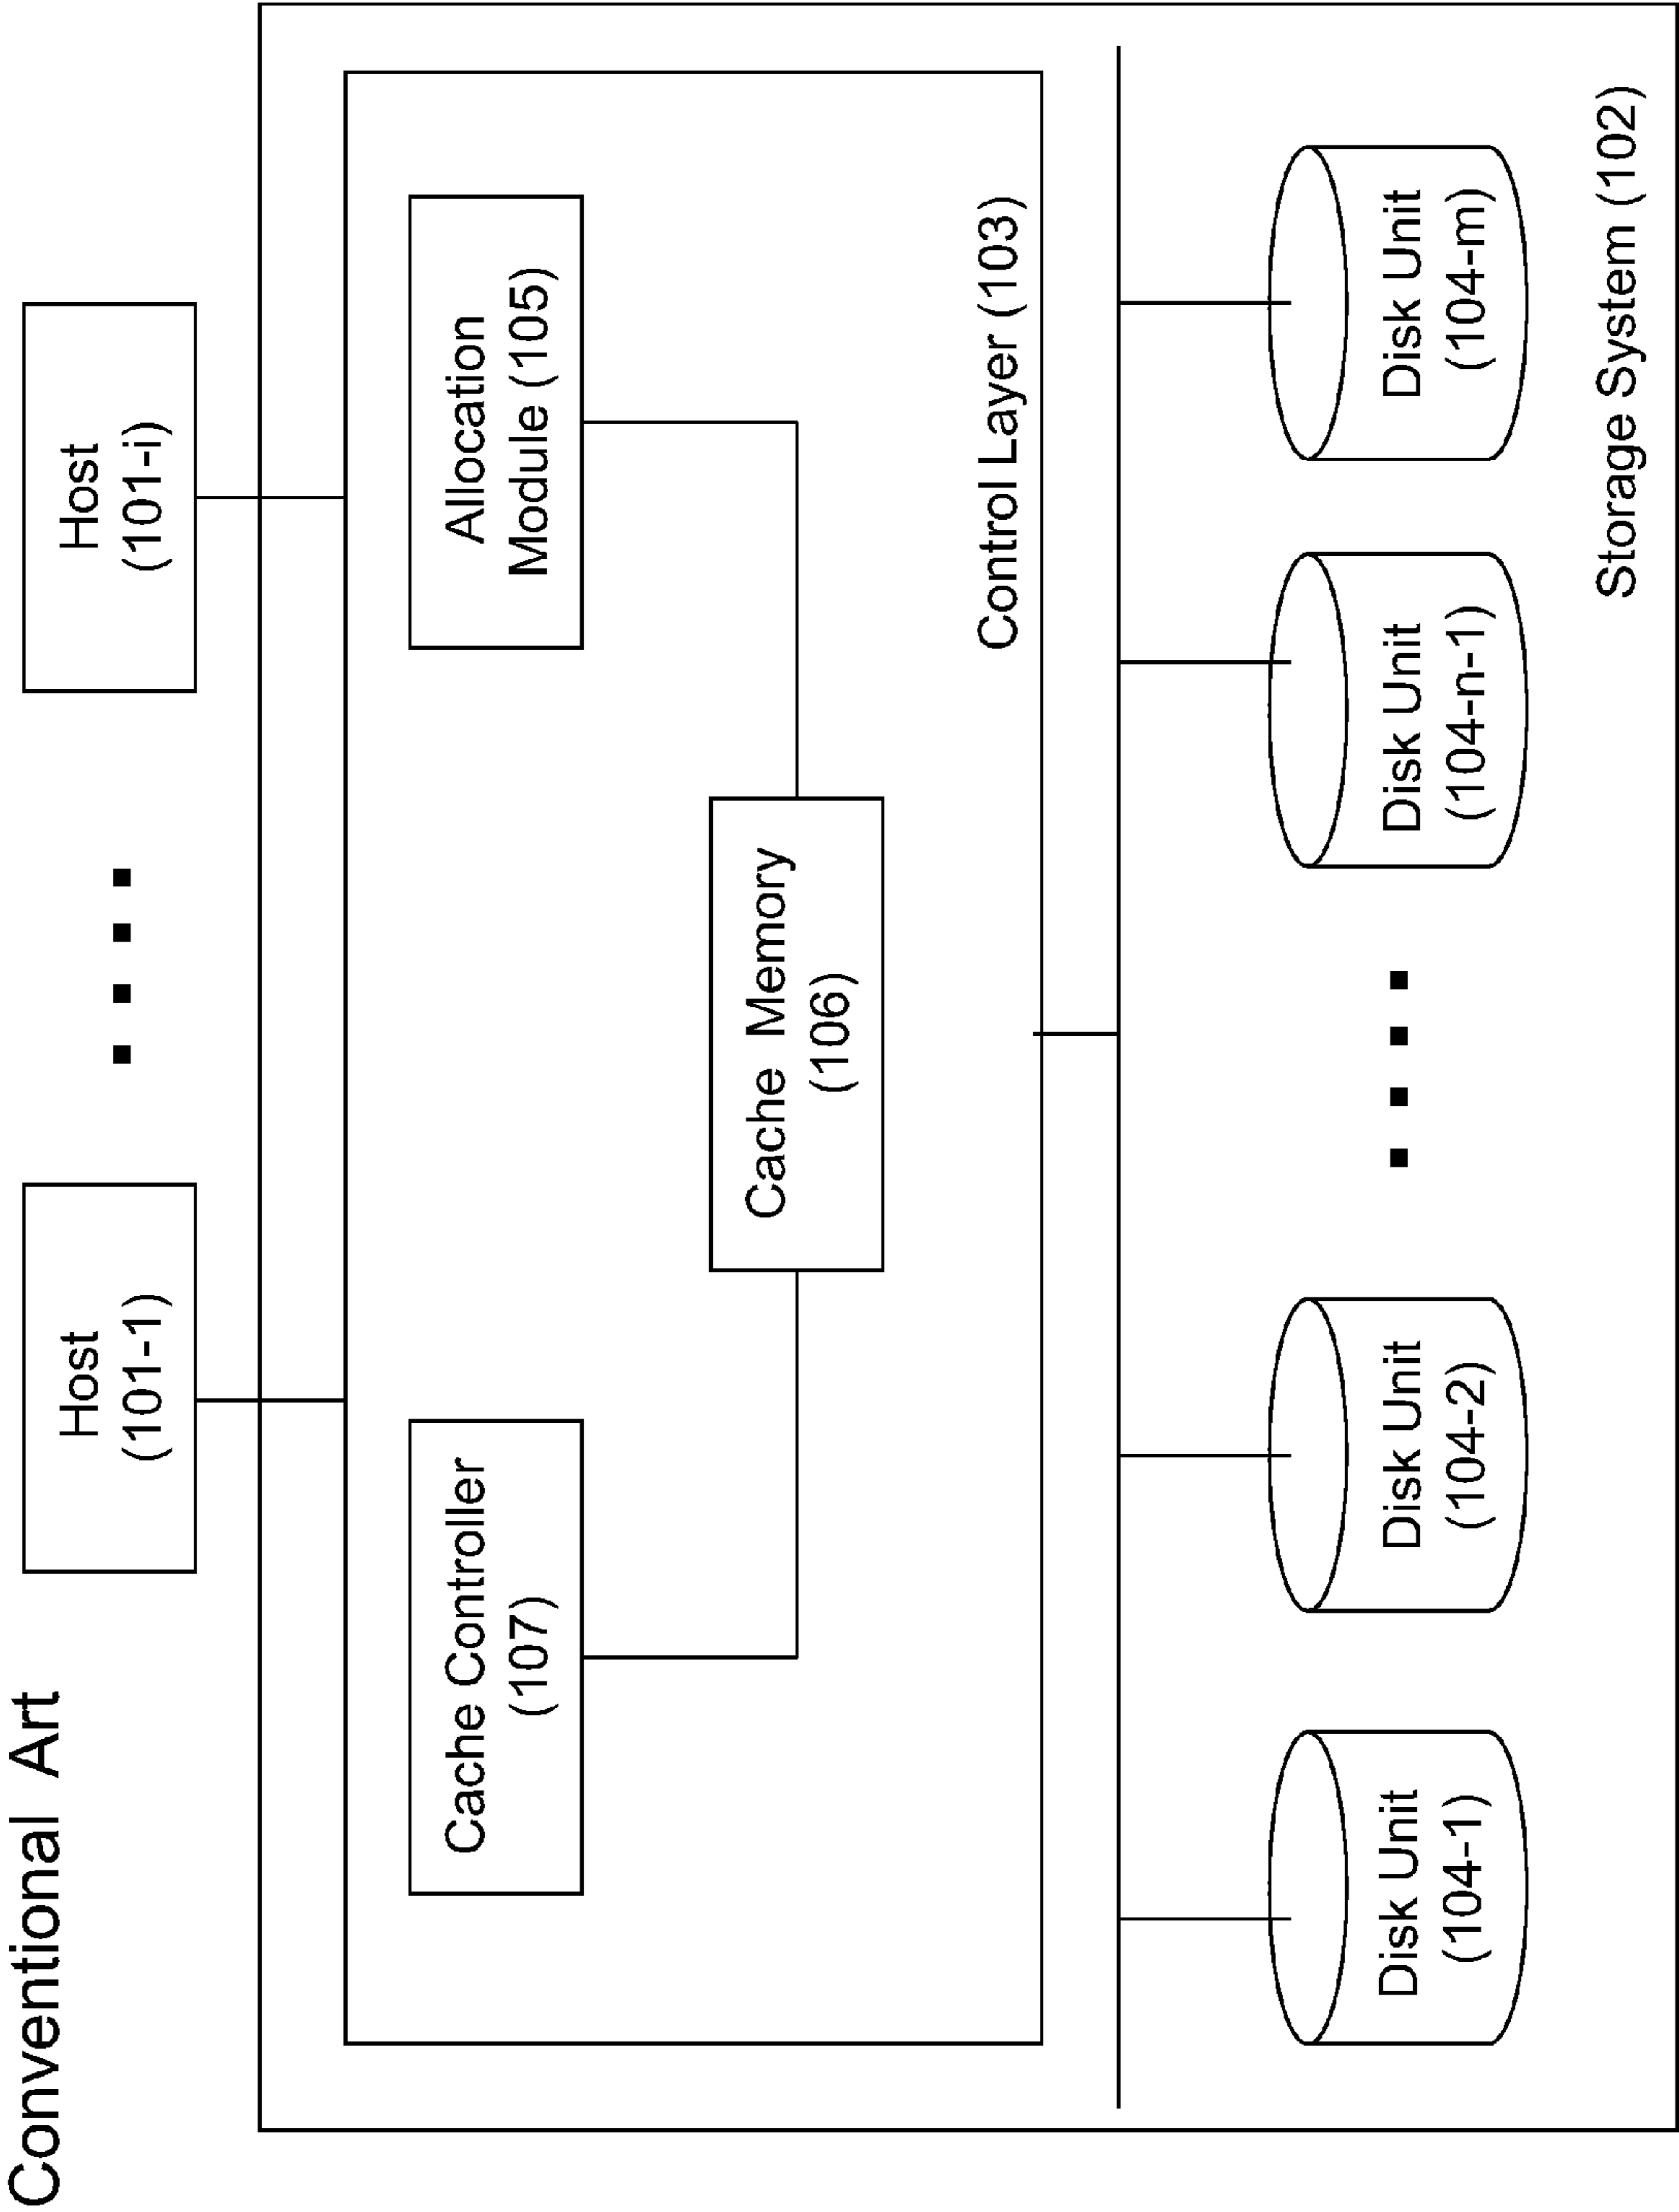 Conventional Art
Host
(101-1)
Host
(101-i)
Cache Controller
(107)
Allocation
Module (105)
Cache Memory
(106)
Control Layer (103)
Disk Unit
(104-1)
Disk Unit
(104-2)
Disk Unit
(104-n-1)
Disk Unit
(104-m)
Storage System (102)